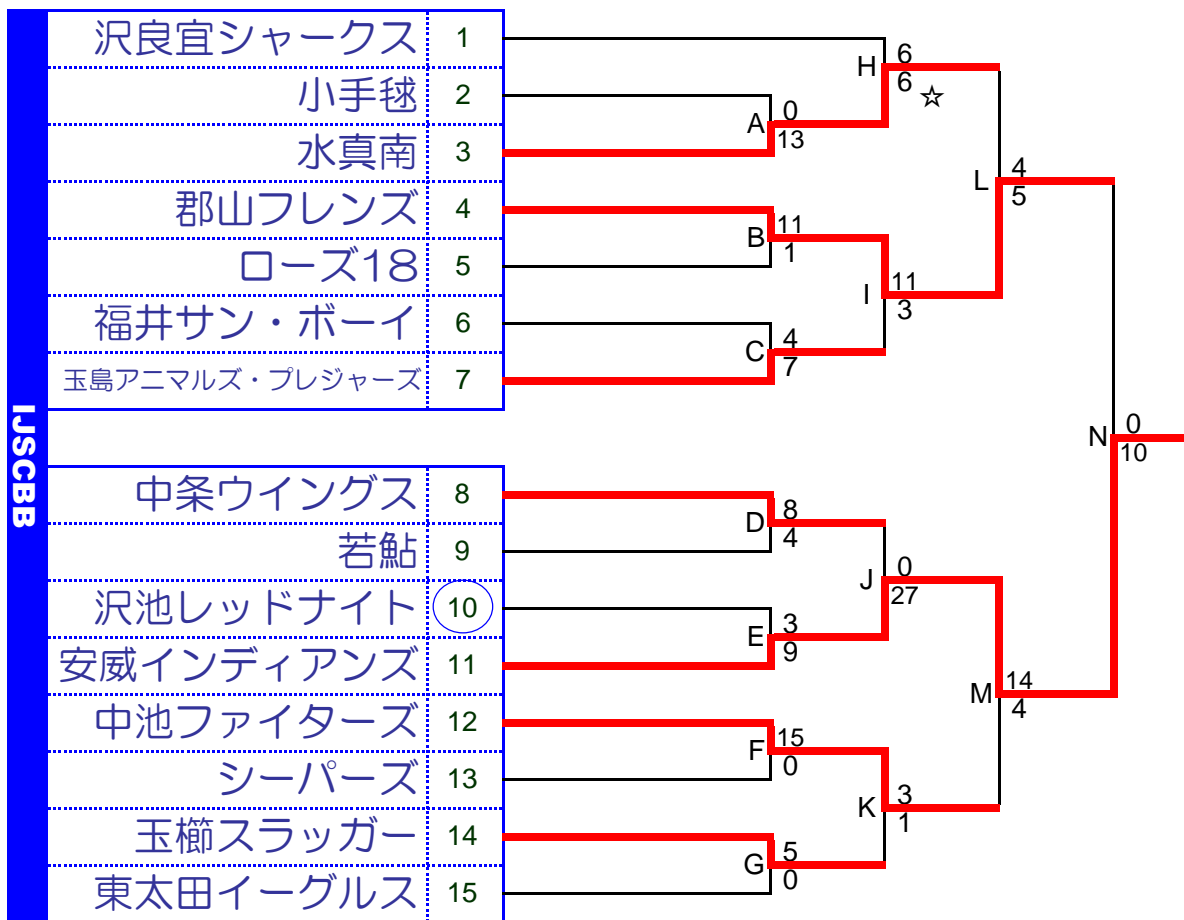 IJSCBB
沢良宜シャークス 1
小手毬 2
水真南 3
郡山フレンズ 4
ローズ18 5
福井サン・ボーイ 6
玉島アニマルズ・プレジャーズ 7
中条ウイングス 8
若鮎 9
沢池レッドナイト 10
安威インディアンズ 11
中池ファイターズ 12
シーパーズ 13
玉櫛スラッガー 14
東太田イーグルス 15
A 0 13
B 11 1
C 4 7
D 8 4
E 3 9
F 15 0
G 5 0
H 6 6 ☆
I 11 3
J 0 27
K 3 1
L 4 5
M 14 4
N 0 10